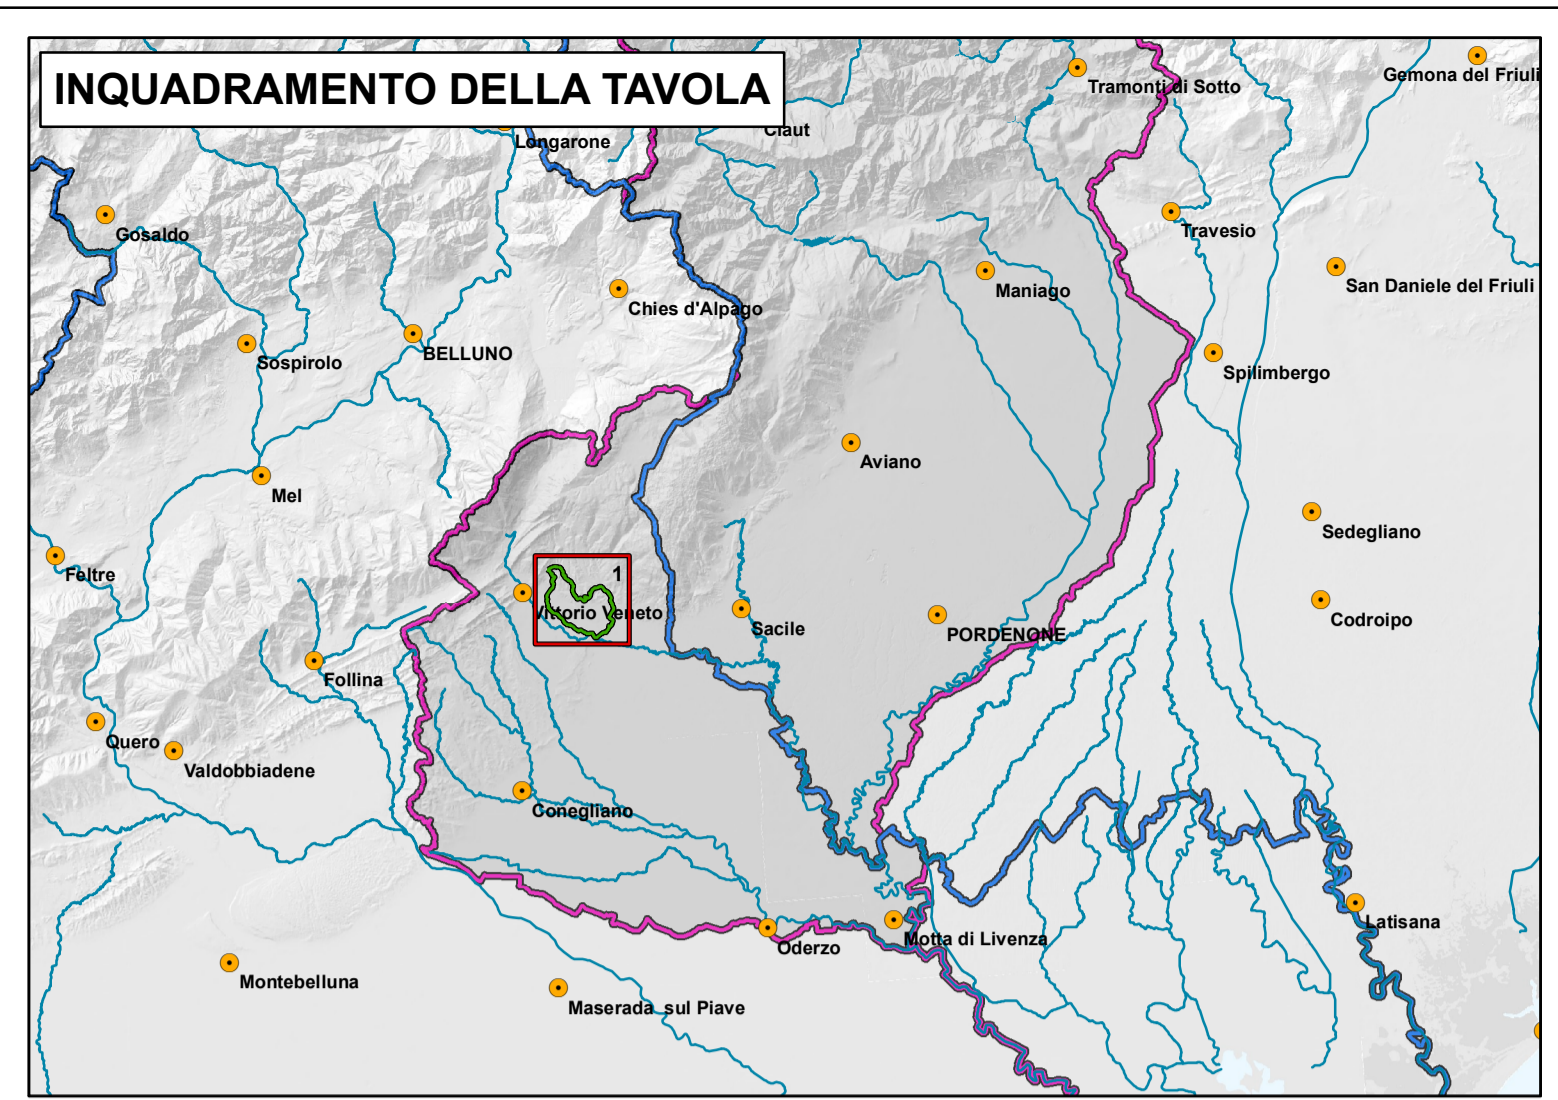 INQUADRAMENTO DELLA TAVOLA
Gemona del Friuli
Tramonti di Sotto
Claut
Longarone
Gosaldo
Travesio
San Daniele del Friuli
Maniago
Chies d'Alpago
BELLUNO
Sospirolo
Spilimbergo
Aviano
Mel
Sedegliano
Feltre
1
Vittorio Veneto
Sacile
PORDENONE
Codroipo
Follina
Quero
Valdobbiadene
Conegliano
Latisana
Motta di Livenza
Oderzo
Montebelluna
Maserada sul Piave